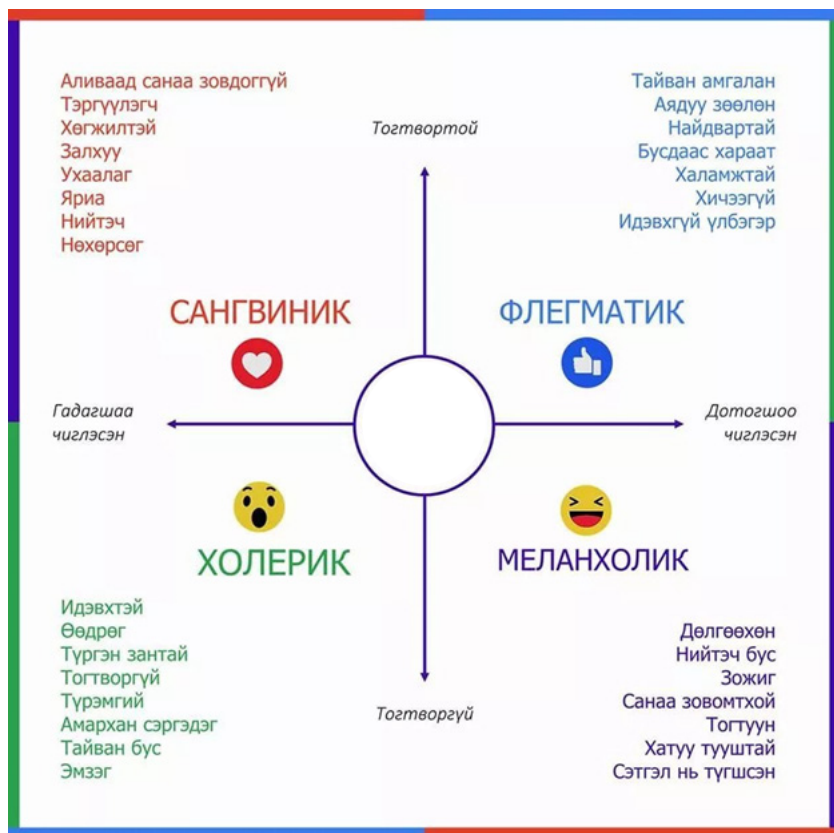 Аливаад санаа зовдоггүй
Тэргүүлэгч
Хөгжилтэй
Залхуу
Ухаалаг
Яриа
Нийтэч
Нөхөрсөг
Тогтвортой
Тайван амгалан
Аядуу зөөлөн
Найдвартай
Бусдаас хараат
Халамжтай
Хичээгүй
Идэвхгүй үлбэгэр
САНГВИНИК
ФЛЕГМАТИК
Гадагшаа
чиглэсэн
Дотогшоо
чиглэсэн
ХОЛЕРИК
МЕЛАНХОЛИК
Идэвхтэй
Өөдрөг
Түргэн зантай
Тогтворгүй
Түрэмгий
Амархан сэргэдэг
Тайван бус
Эмзэг
Тогтворгүй
Дөлгөөхөн
Нийтэч бус
Зожиг
Санаа зовомтхой
Тогтуун
Хатуу тууштай
Сэтгэл нь түгшсэн